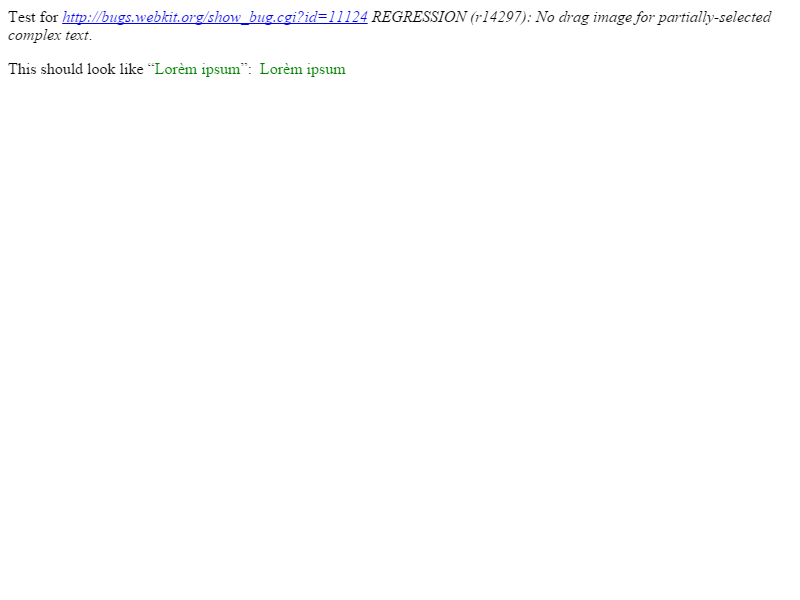 Test for http://bugs.webkit.org/show_bug.cgi?id=11124 REGRESSION (r14297): No drag image for partially-selected
complex text.
This should look like “Lorèm ipsum”: Lorèm ipsum